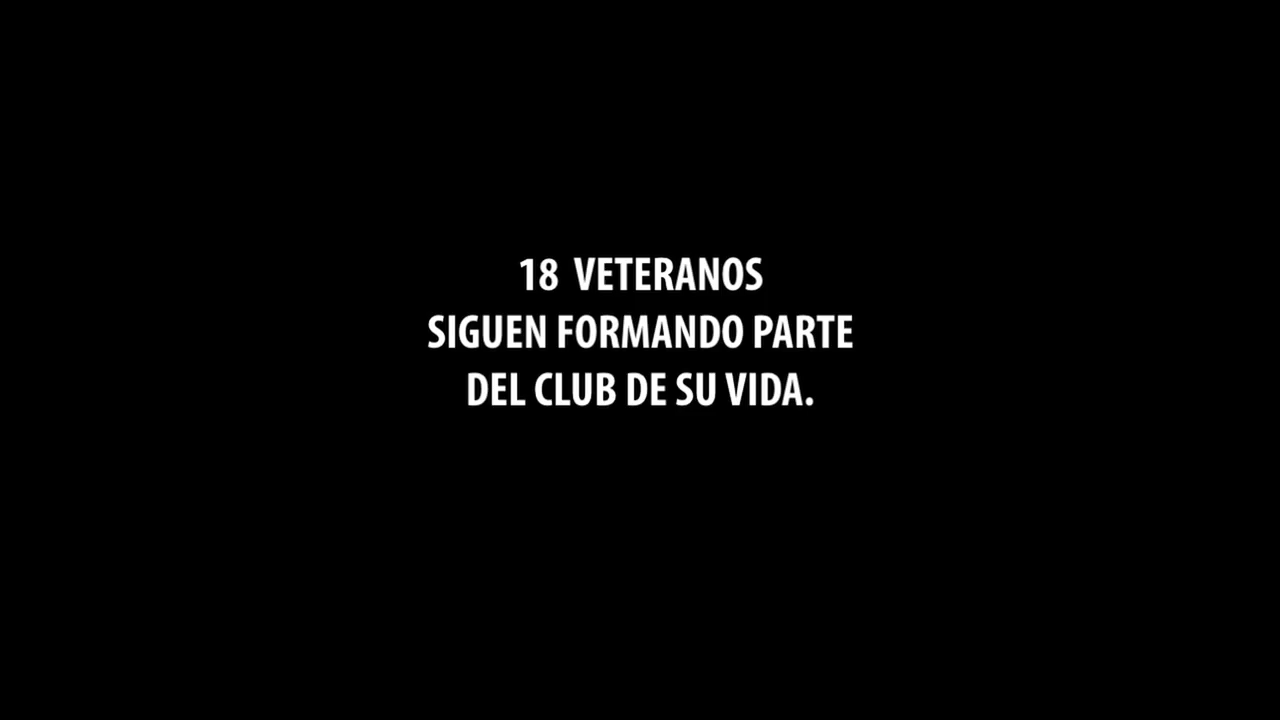 18 VETERANOS
SIGUEN FORMANDO PARTE
DEL CLUB DE SU VIDA.